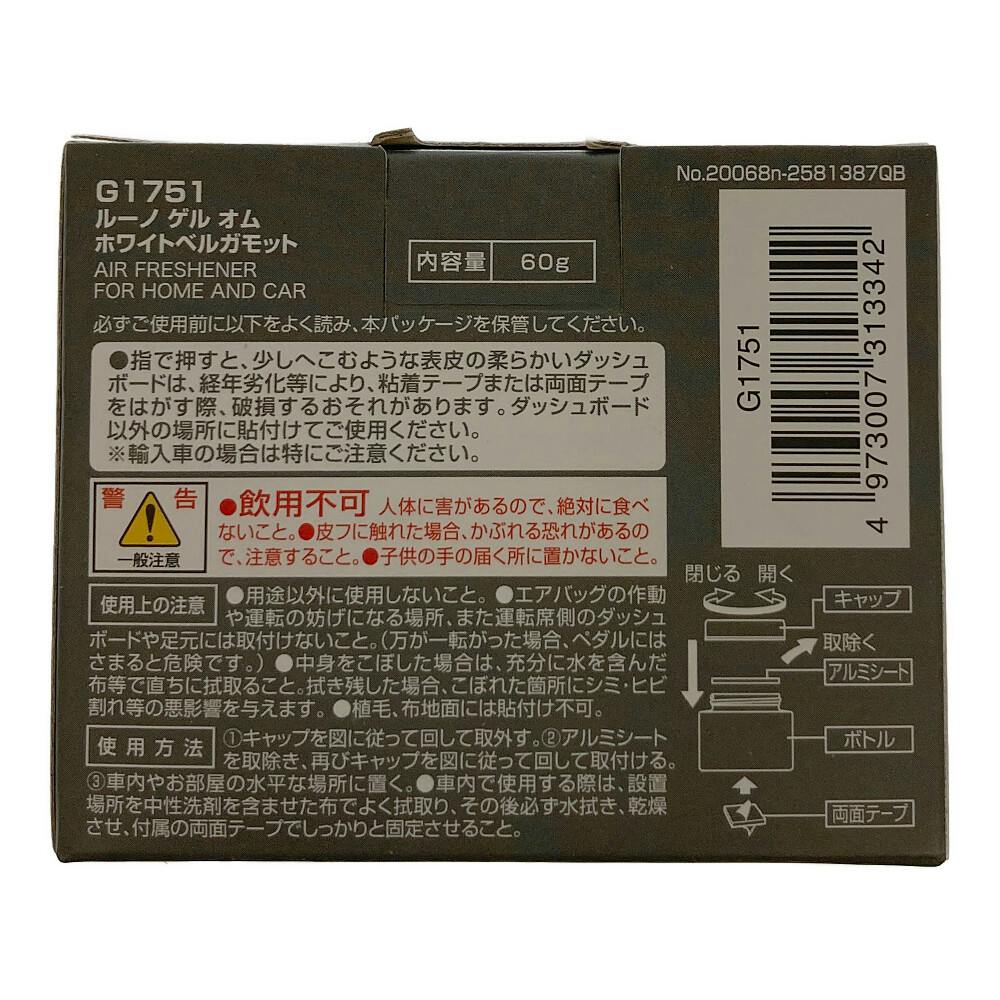 G1751
ルーノ ゲル オム
ホワイトベルガモット
AIR FRESHENER
FOR HOME AND CAR
内容量 60g
No.20068n-2581387QB
必ずご使用前に以下をよく読み、本パッケージを保管してください。
●指で押すと、少しへこむような表皮の柔らかいダッシュ
ボードは、経年劣化等により、粘着テープまたは両面テープ
をはがす際、破損するおそれがあります。ダッシュボード
以外の場所に貼付けてご使用ください。
※輸入車の場合は特にご注意ください。
G1751
4 973007 313342
警告
一般注意
●飲用不可 人体に害があるので、絶対に食べ
ないこと。●皮フに触れた場合、かぶれる恐れがあるの
で、注意すること。●子供の手の届く所に置かないこと。
使用上の注意 ●用途以外に使用しないこと。●エアバッグの作動
や運転の妨げになる場所、また運転席側のダッシュ
ボードや足元には取付けないこと。(万が一転がった場合、ペダルには
さまると危険です。)●中身をこぼした場合は、充分に水を含んだ
布等で直ちに拭取ること。拭き残した場合、こぼれた箇所にシミ・ヒビ
割れ等の悪影響を与えます。●植毛、布地面には貼付け不可。
使用方法 ①キャップを図に従って回して取外す。②アルミシート
を取除き、再びキャップを図に従って回して取付ける。
③車内やお部屋の水平な場所に置く。●車内で使用する際は、設置
場所を中性洗剤を含ませた布でよく拭取り、その後必ず水拭き、乾燥
させ、付属の両面テープでしっかりと固定させること。
閉じる 開く
キャップ
取除く
アルミシート
ボトル
両面テープ